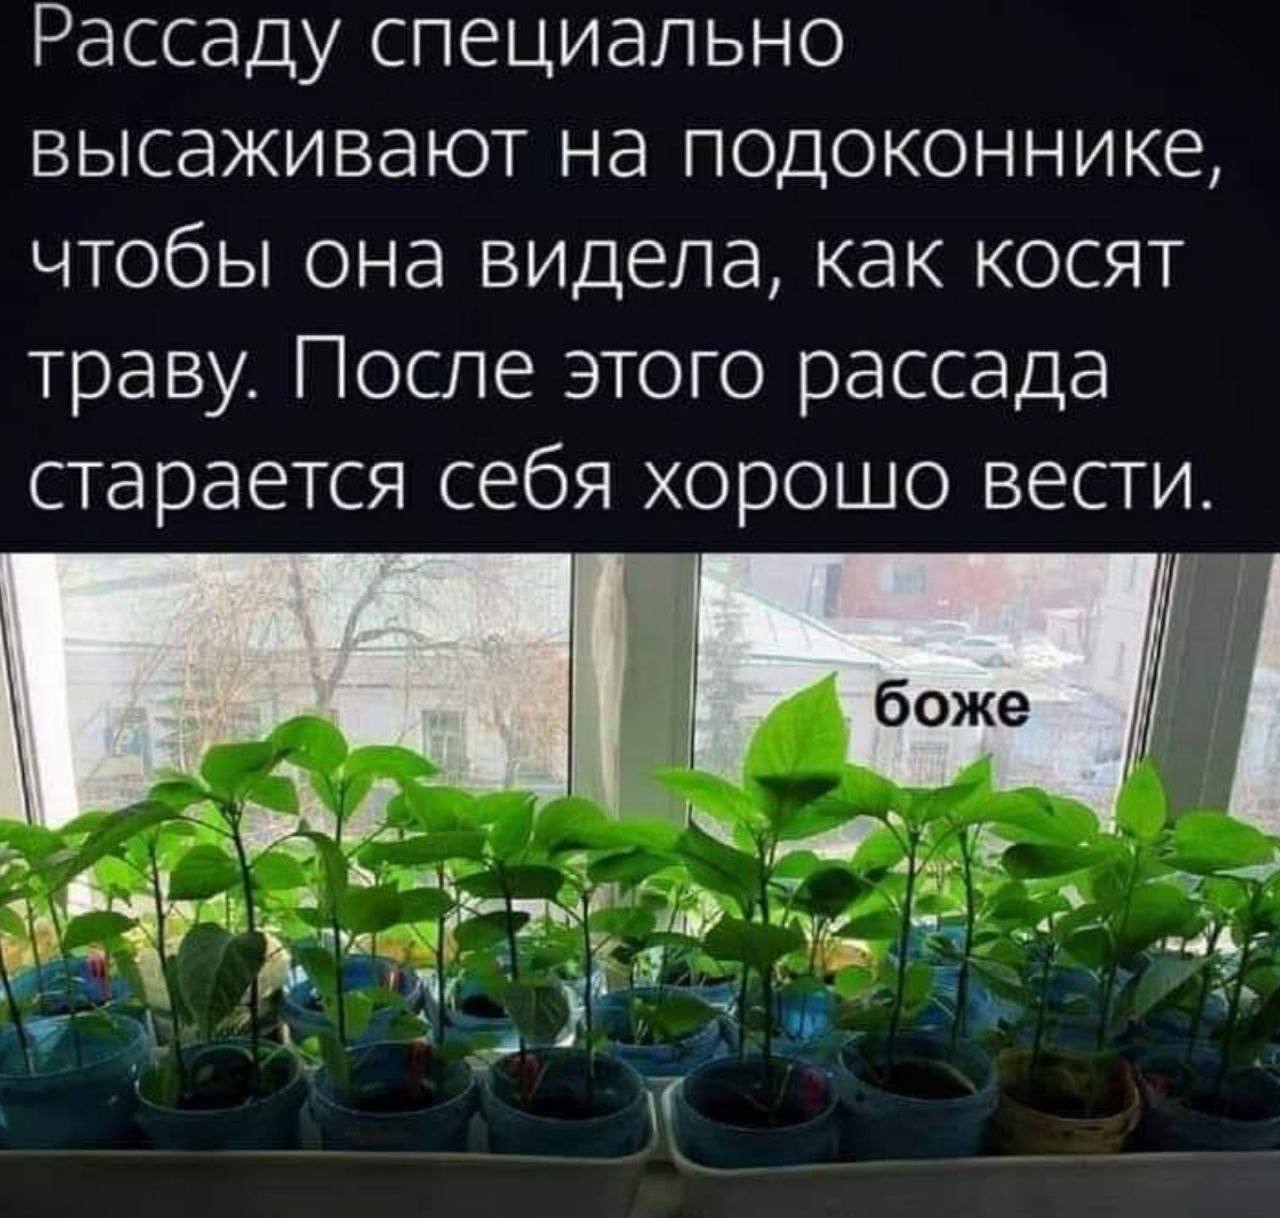 Рассаду специально
высаживают на подоконнике,
чтобы она видела, как косят
траву. После этого рассада
старается себя хорошо вести.
боже